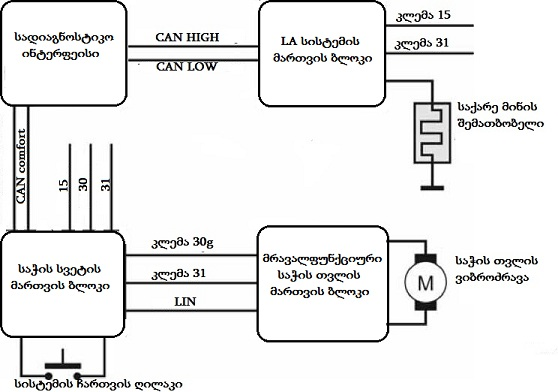 სადიაგნოსტიკო
ინტერფეისი
CAN HIGH
CAN LOW
LA სისტემის
მართვის ბლოკი
კლემა 15
კლემა 31
საქარე მინის
შემათბობელი
CAN comfort
15
30
31
საჭის სვეტის
მართვის ბლოკი
კლემა 30g
კლემა 31
LIN
მრავალფუნქციური
საჭის თვლის
მართვის ბლოკი
M
საჭის თვლის
ვიბროძრავა
სისტემის ჩართვის ღილაკი